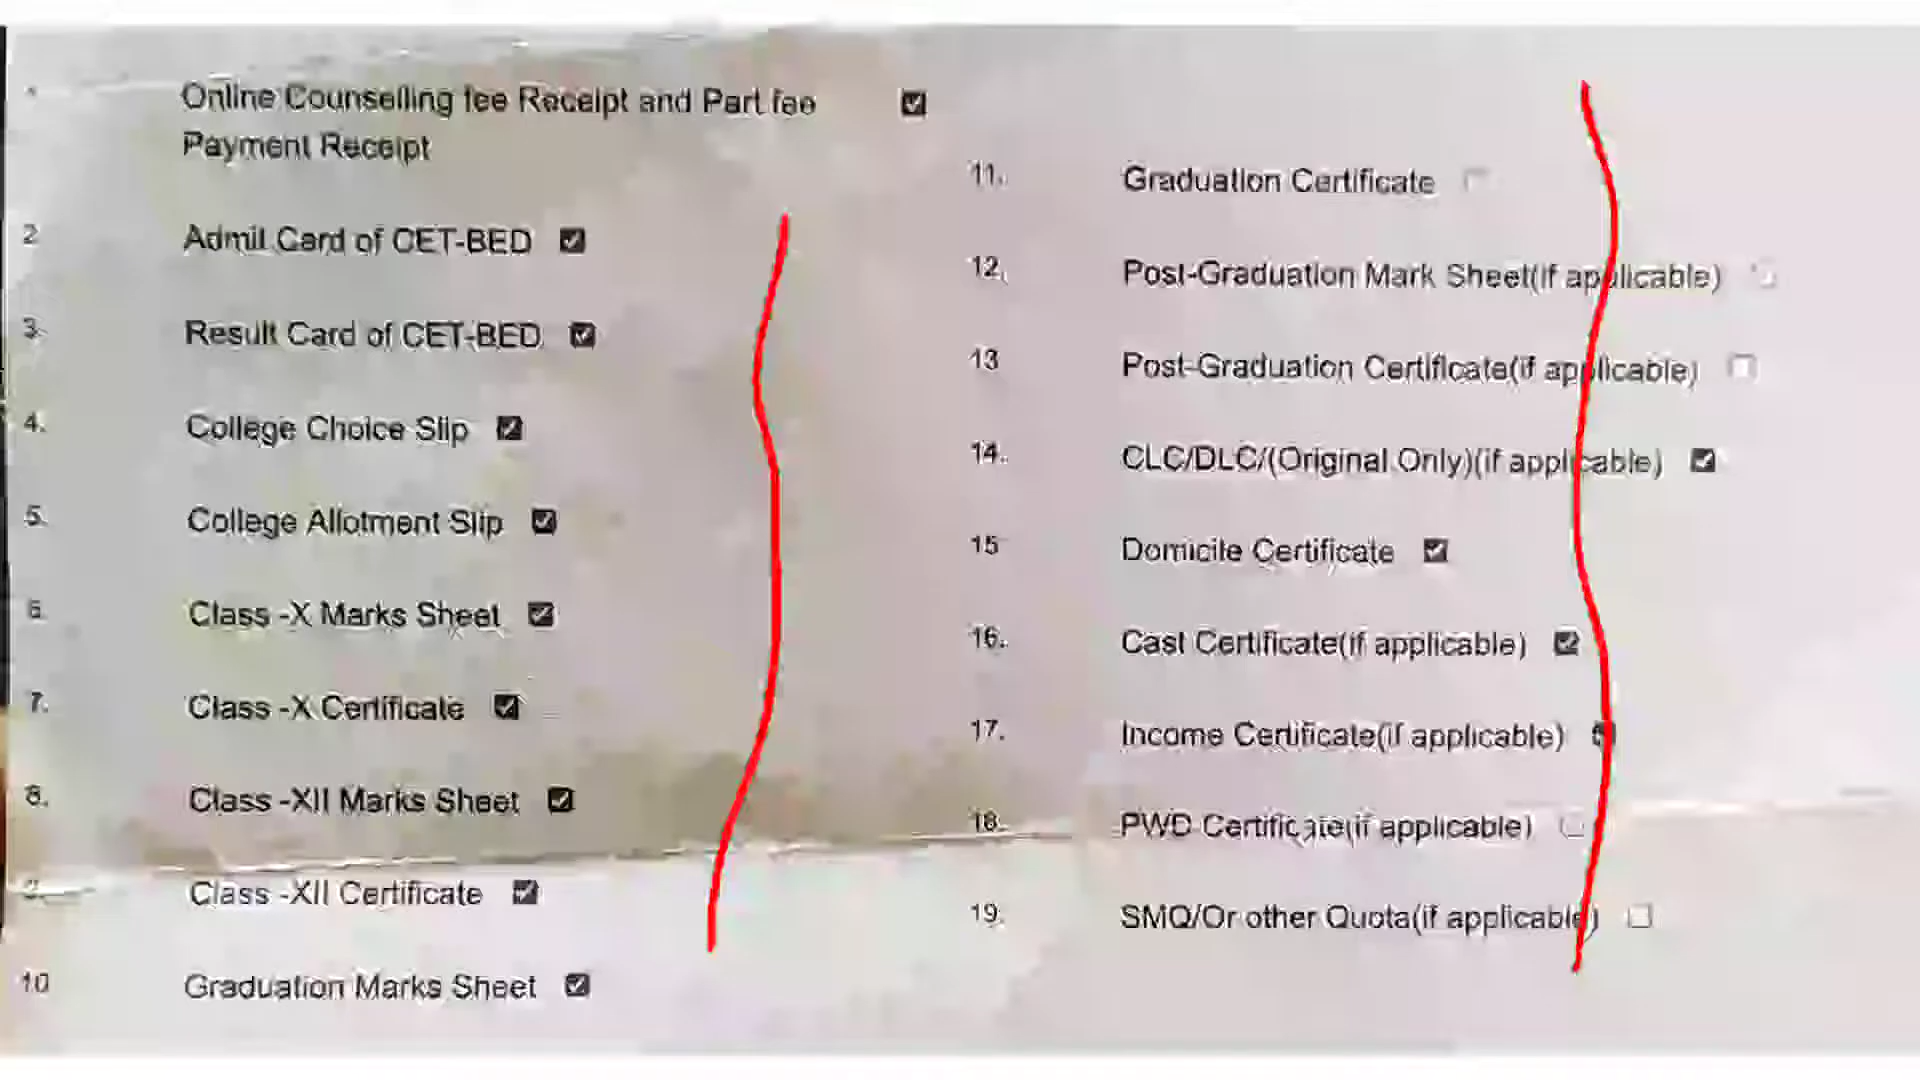 Online Counselling fee Receipt and Part fee
Payment Receipt
2. Admit Card of CET-BED
3. Result Card of CET-BED
4. College Choice Slip
5. College Allotment Slip
6. Class -X Marks Sheet
7. Class -X Certificate
8. Class -XII Marks Sheet
9. Class -XII Certificate
10 Graduation Marks Sheet
11. Graduation Certificate
12. Post-Graduation Mark Sheet(if applicable)
13 Post-Graduation Certificate(if applicable)
14. CLC/DLC/(Original Only)(if applicable)
15 Domicile Certificate
16. Cast Certificate(if applicable)
17. Income Certificate(if applicable)
18. PWD Certificate(if applicable)
19. SMQ/Or other Quota(if applicable)